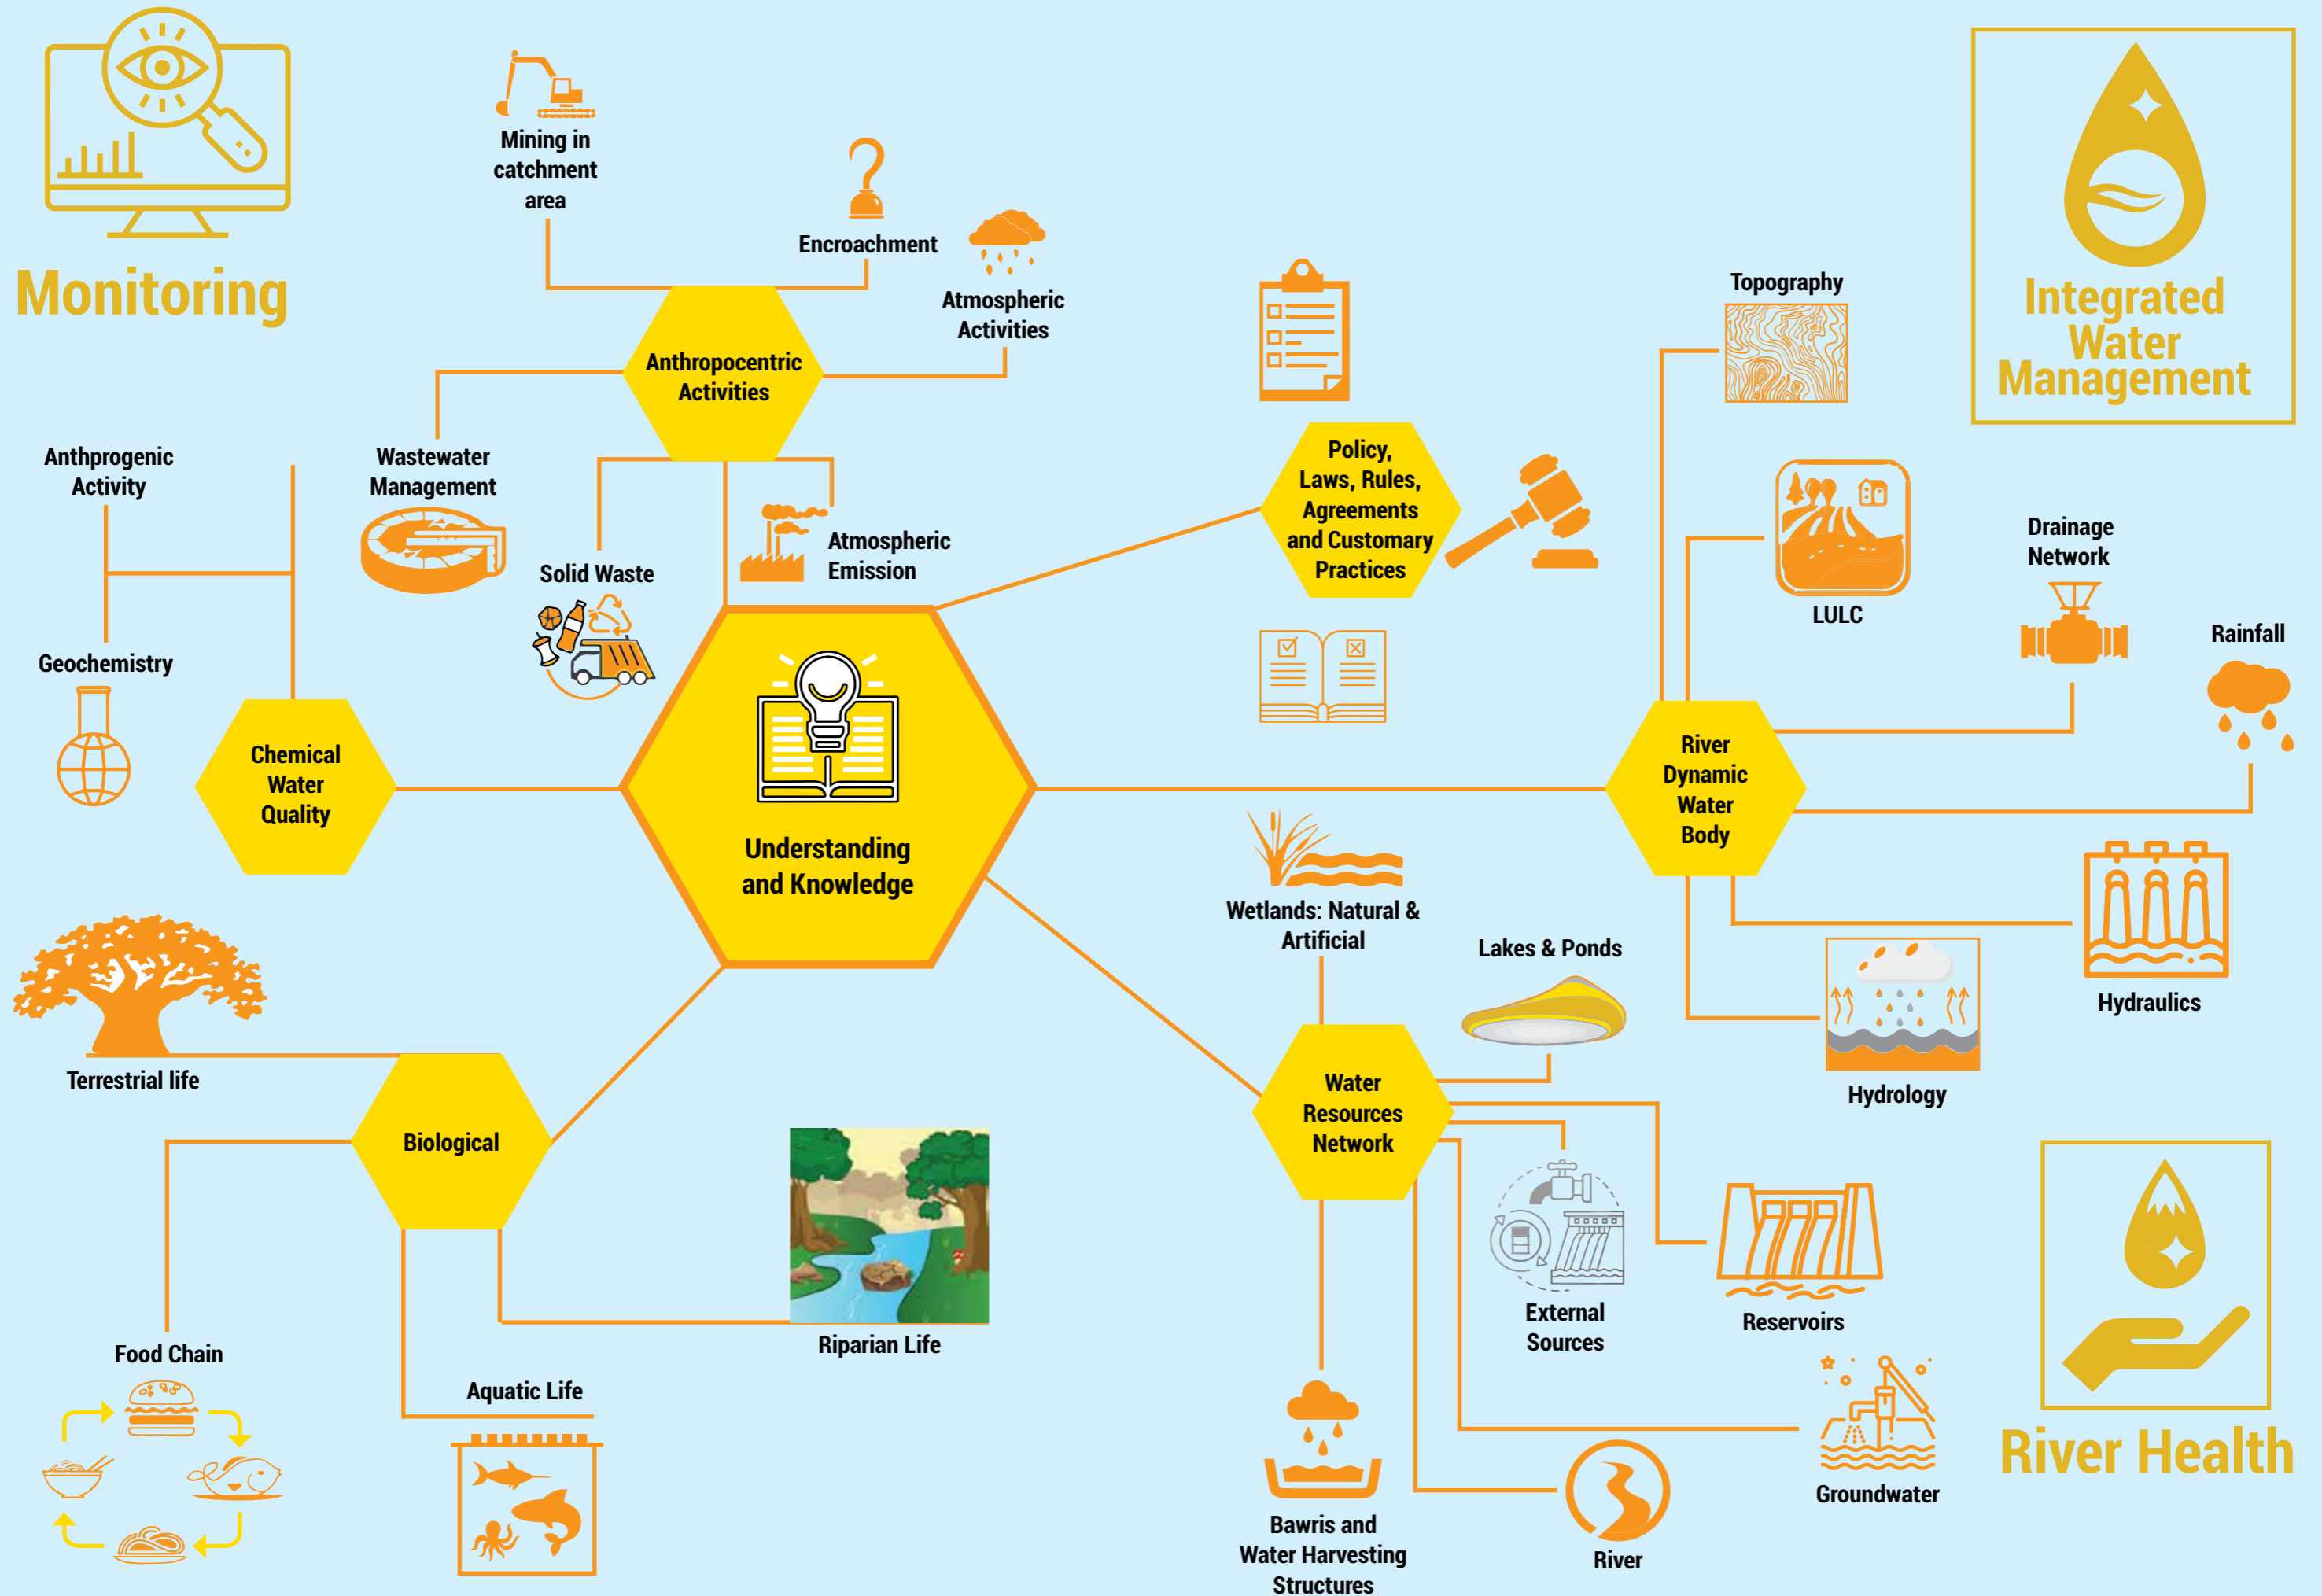 Monitoring
Mining in
catchment
area
Encroachment
Atmospheric
Activities
Anthropocentric
Activities
Anthprogenic
Activity
Wastewater
Management
Solid Waste
Atmospheric
Emission
Geochemistry
Chemical
Water
Quality
Policy,
Laws, Rules,
Agreements
and Customary
Practices
Understanding
and Knowledge
Topography
Integrated
Water
Management
LULC
Drainage
Network
Rainfall
River
Dynamic
Water
Body
Hydraulics
Hydrology
Wetlands: Natural &
Artificial
Lakes & Ponds
Water
Resources
Network
External
Sources
Reservoirs
Groundwater
River
Bawris and
Water Harvesting
Structures
Terrestrial life
Biological
Food Chain
Aquatic Life
Riparian Life
River Health